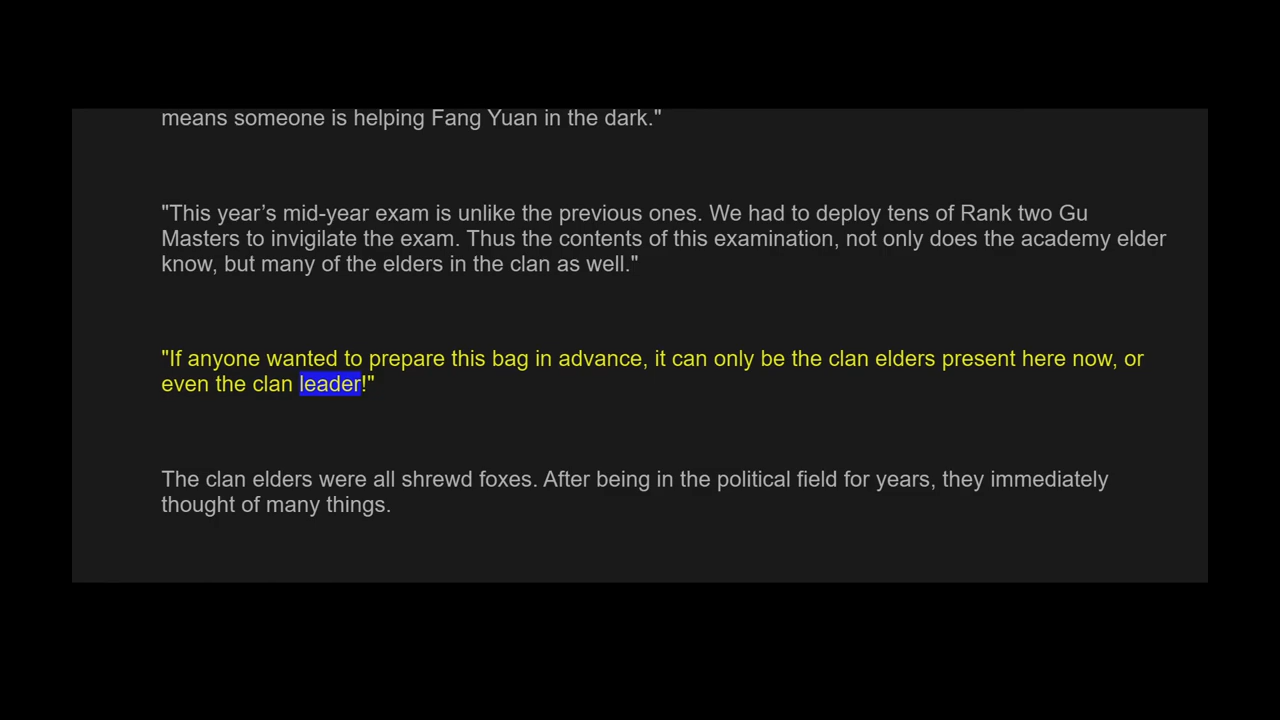 means someone is helping Fang Yuan in the dark."
"This year’s mid-year exam is unlike the previous ones. We had to deploy tens of Rank two Gu
Masters to invigilate the exam. Thus the contents of this examination, not only does the academy elder
know, but many of the elders in the clan as well."
"If anyone wanted to prepare this bag in advance, it can only be the clan elders present here now, or
even the clan leader!"
The clan elders were all shrewd foxes. After being in the political field for years, they immediately
thought of many things.